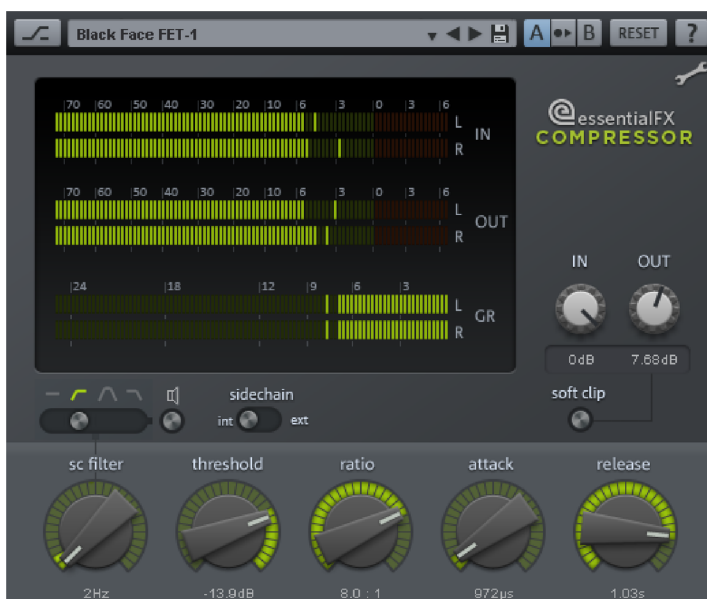 Black Face FET-1 A B RESET ?
70 60 50 40 30 20 10 6 3 0 3 6
L
IN
R
70 60 50 40 30 20 10 6 3 0 3 6
L
OUT
R
24 18 12 9 6 3
L
GR
R
essentialFX
COMPRESSOR
IN OUT
0dB 7.68dB
soft clip
sidechain
int ext
sc filter threshold ratio attack release
2Hz -13.9dB 8.0 : 1 972µs 1.03s